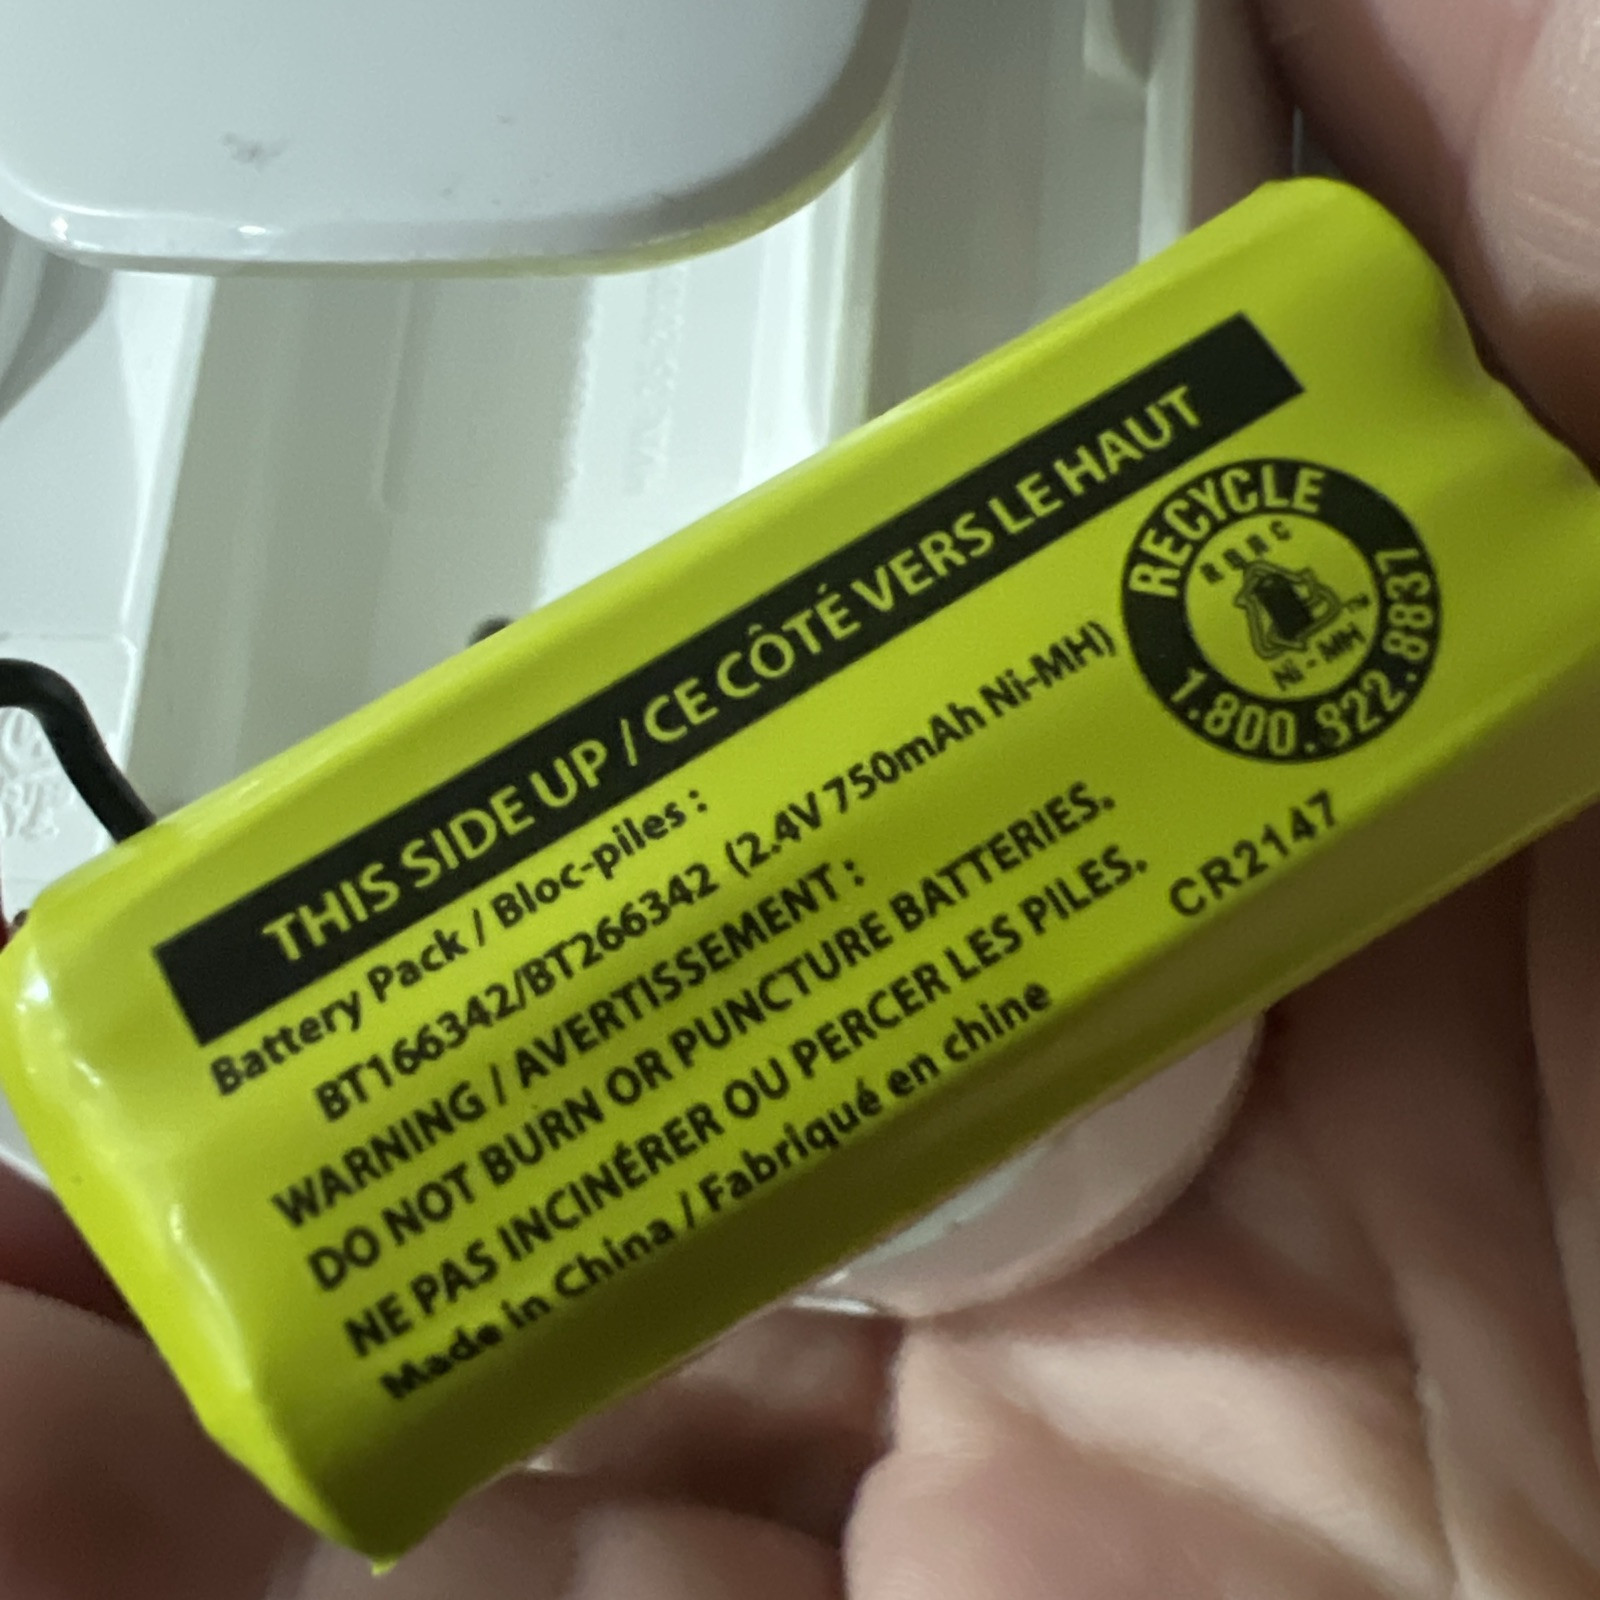 THIS SIDE UP / CE CÔTÉ VERS LE HAUT
Battery Pack / Bloc-piles :
BT166342/BT266342 (2.4V 750mAh Ni-MH)
WARNING / AVERTISSEMENT :
DO NOT BURN OR PUNCTURE BATTERIES.
NE PAS INCINÉRER OU PERCER LES PILES.
Made in China / Fabriqué en chine
CR2147
RECYCLE
RBRC
Ni-MH
1.800.822.8837